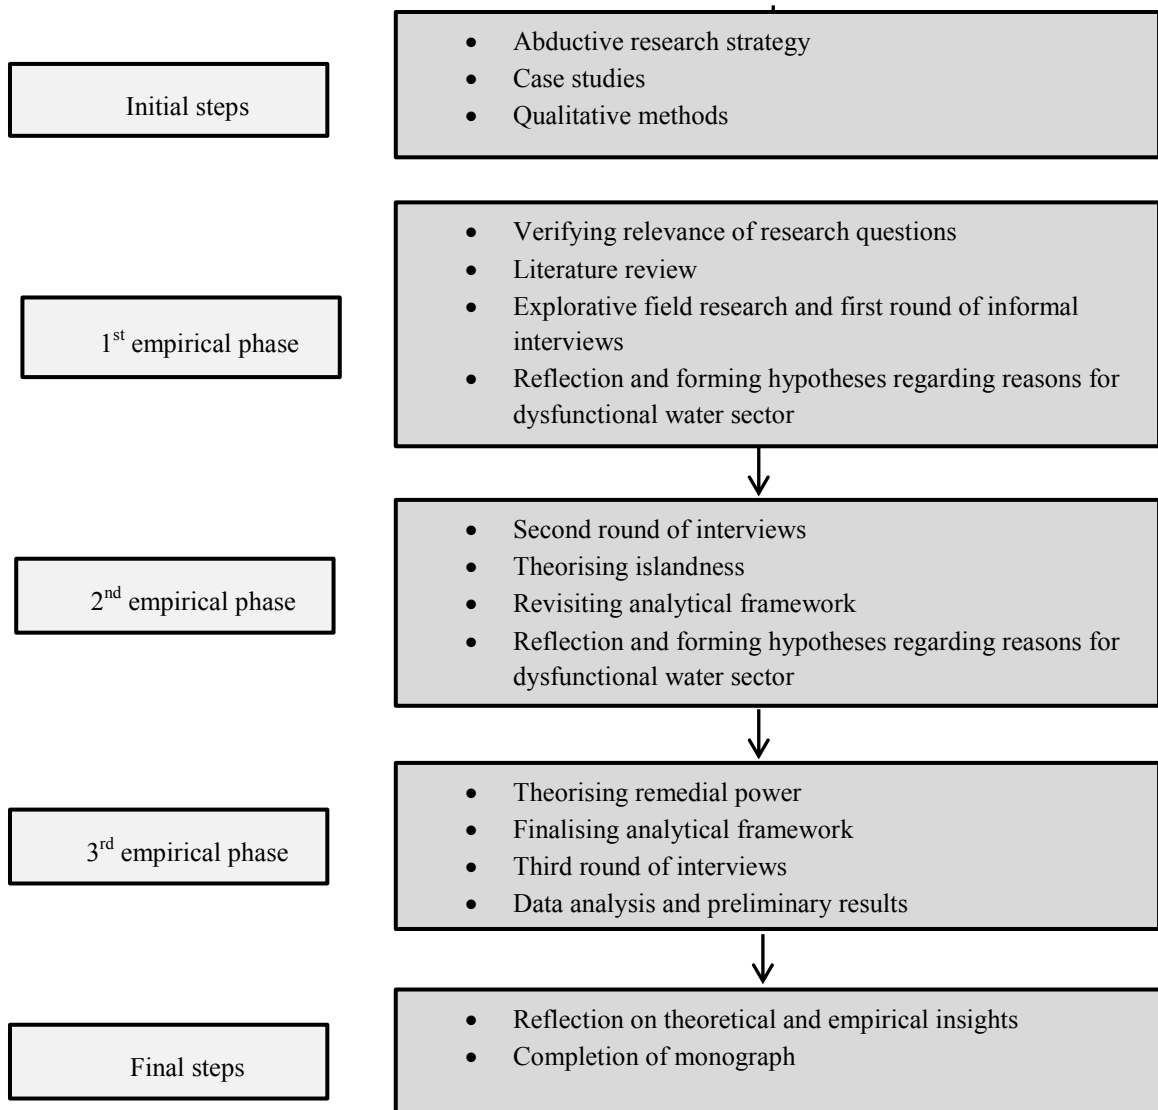 Initial steps
• Abductive research strategy
• Case studies
• Qualitative methods
1st empirical phase
• Verifying relevance of research questions
• Literature review
• Explorative field research and first round of informal
interviews
• Reflection and forming hypotheses regarding reasons for
dysfunctional water sector
2nd empirical phase
• Second round of interviews
• Theorising islandness
• Revisiting analytical framework
• Reflection and forming hypotheses regarding reasons for
dysfunctional water sector
3rd empirical phase
• Theorising remedial power
• Finalising analytical framework
• Third round of interviews
• Data analysis and preliminary results
Final steps
• Reflection on theoretical and empirical insights
• Completion of monograph